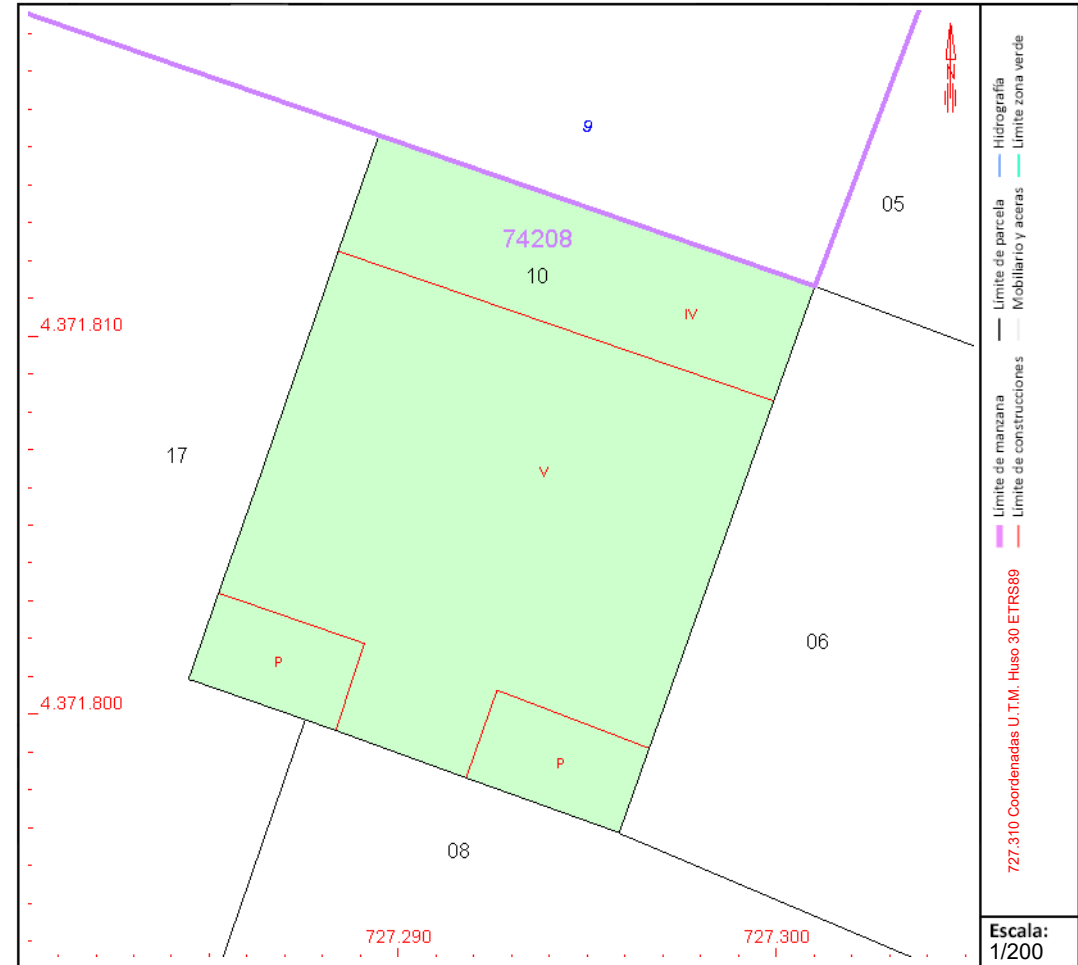 9
05
74208
10
IV
4.371.810
17
V
06
P
4.371.800
P
08
727.290
727.300
N
Límite de manzana
Límite de parcela
Hidrografía
Límite de construcciones
Mobiliario y aceras
Límite zona verde
727.310 Coordenadas U.T.M. Huso 30 ETRS89
Escala:
1/200